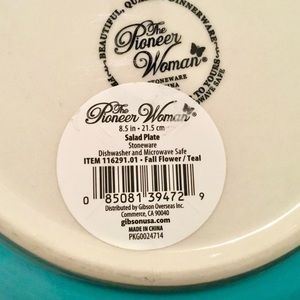 BEAUTIFUL, QUA
DINNERWARE
The
Pioneer
Woman®
STONEWARE
CHINA
TO YOURS
WAVE SAFE
The
Pioneer Woman®
8.5 in - 21.5 cm
Salad Plate
Stoneware
Dishwasher and Microwave Safe
ITEM 116291.01 - Fall Flower / Teal
0 85081 39472 9
Distributed by Gibson Overseas Inc.
Commerce, CA 90040
gibsonusa.com
MADE IN CHINA
PKG0024714